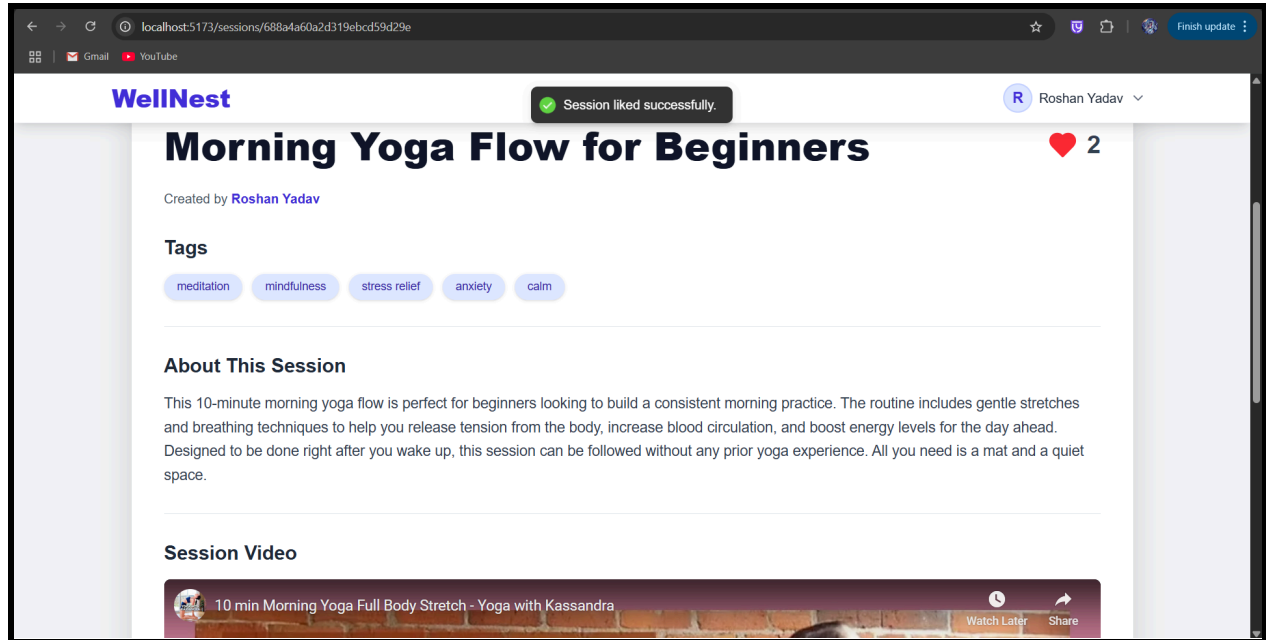 localhost:5173/sessions/688a4a60a2d319ebcd59d29e
Finish update
Gmail
YouTube
WellNest
Session liked successfully.
R
Roshan Yadav
Morning Yoga Flow for Beginners
2
Created by Roshan Yadav
Tags
meditation mindfulness stress relief anxiety calm
About This Session
This 10-minute morning yoga flow is perfect for beginners looking to build a consistent morning practice. The routine includes gentle stretches
and breathing techniques to help you release tension from the body, increase blood circulation, and boost energy levels for the day ahead.
Designed to be done right after you wake up, this session can be followed without any prior yoga experience. All you need is a mat and a quiet
space.
Session Video
10 min Morning Yoga Full Body Stretch - Yoga with Kassandra
Watch Later Share